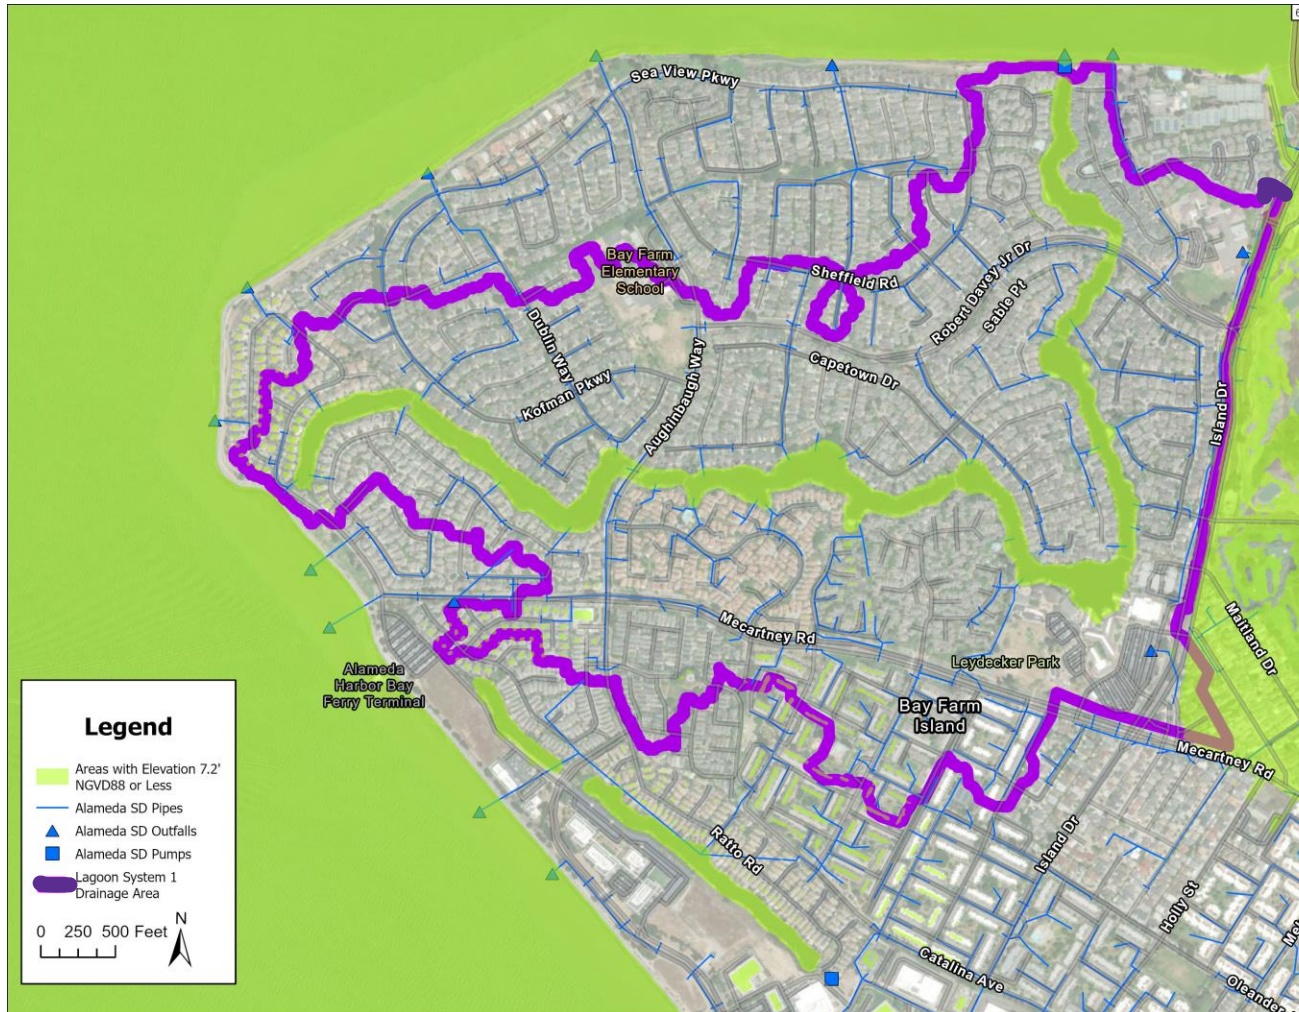 6
Sea View Pkwy
Bay Farm
Elementary
School
Sheffield Rd
Robert Davey Jr Dr
Sable Pt
Dublin Way
Kofman Pkwy
Aughinbaugh Way
Capetown Dr
Island Dr
Mecartney Rd
Leydecker Park
Maitland Dr
Alameda
Harbor Bay
Ferry Terminal
Bay Farm
Island
Mecartney Rd
Ratto Rd
Island Dr
Holly St
Catalina Ave
Oleander
Legend
Areas with Elevation 7.2'
NGVD88 or Less
Alameda SD Pipes
Alameda SD Outfalls
Alameda SD Pumps
Lagoon System 1
Drainage Area
0 250 500 Feet
N